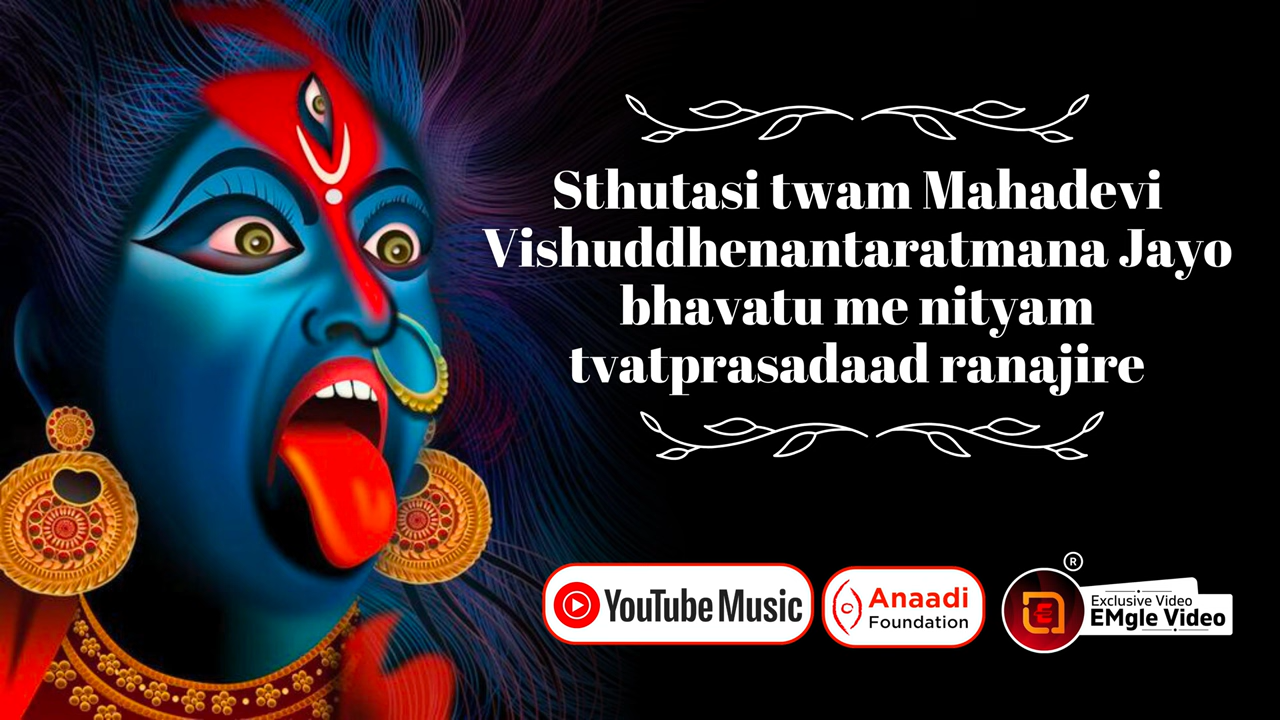 Sthutasi twam Mahadevi
Vishuddhenantaratmana Jayo
bhavatu me nityam
tvatprasadaad ranajire
YouTube Music
Anaadi
Foundation
®
Exclusive Video
EMgle Video